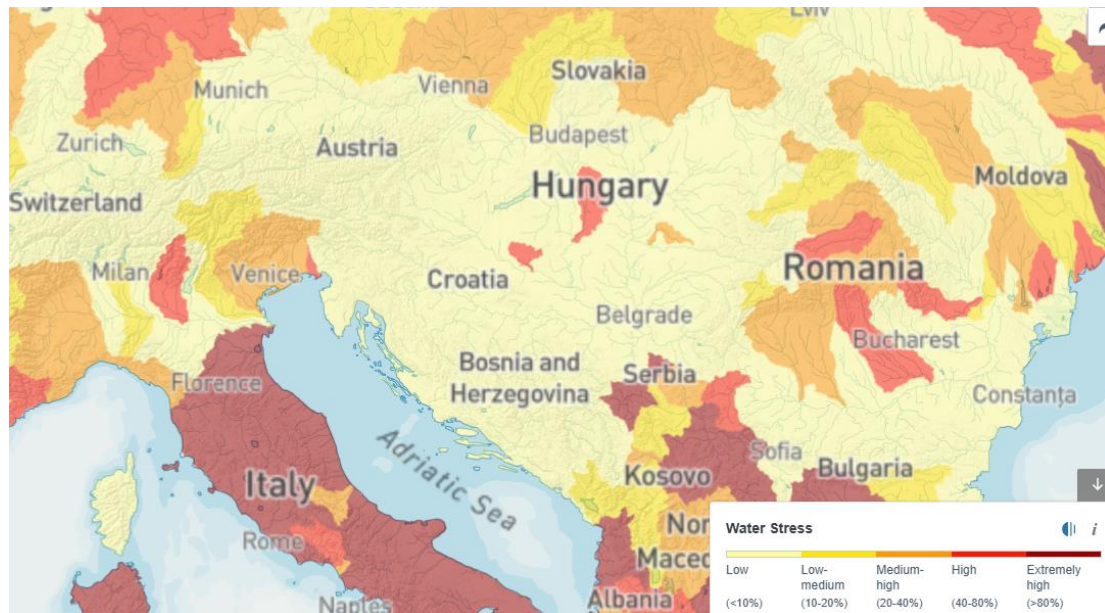 Lviv
Slovakia
Vienna
Munich
Budapest
Zurich
Austria
Moldova
Hungary
Switzerland
Milan
Venice
Romania
Croatia
Belgrade
Bucharest
Bosnia and
Herzegovina
Serbia
Florence
Constanța
Adriatic Sea
Sofia
Kosovo
Bulgaria
Italy
Nor
Maced
Rome
Albania
Naples
Water Stress
i
Low
Low-
medium
Medium-
high
High
Extremely
high
(<10%)
(10-20%)
(20-40%)
(40-80%)
(>80%)